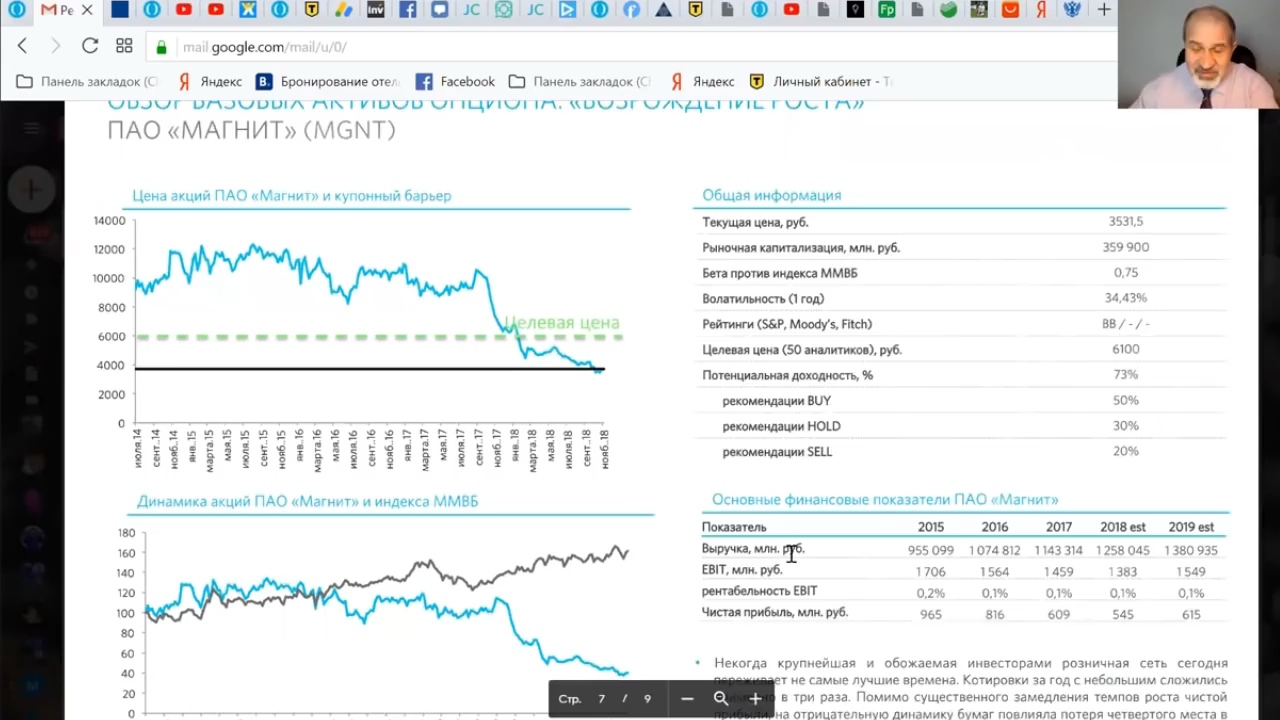 Pe
mail.google.com/mail/u/0/
Панель закладок (Cl
Яндекс
B. Бронирование отел
Facebook
Панель закладок (Cl
Яндекс
Личный кабинет - Т
ОБЗОР БАЗОВЫХ АКТИВОВ ОПЦИОНА: «ВОЗРОЖДЕНИЕ РОСТА»
ПАО «МАГНИТ» (MGNT)
Цена акций ПАО «Магнит» и купонный барьер
14000
12000
10000
8000
6000
4000
2000
0
Целевая цена
июля.14
сент..14
нояб..14
янв..15
марта.15
мая.15
июля.15
сент..15
нояб..15
янв..16
марта.16
мая.16
июля.16
сент..16
нояб..16
янв..17
марта.17
мая.17
июля.17
сент..17
нояб..17
янв..18
марта.18
мая.18
июля.18
сент..18
нояб..18
Общая информация
Текущая цена, руб. 3531,5
Рыночная капитализация, млн. руб. 359 900
Бета против индекса ММВБ 0,75
Волатильность (1 год) 34,43%
Рейтинги (S&P, Moody's, Fitch) BB / - / -
Целевая цена (50 аналитиков), руб. 6100
Потенциальная доходность, % 73%
рекомендации BUY 50%
рекомендации HOLD 30%
рекомендации SELL 20%
Динамика акций ПАО «Магнит» и индекса ММВБ
180
160
140
120
100
80
60
40
20
0
Основные финансовые показатели ПАО «Магнит»
Показатель 2015 2016 2017 2018 est 2019 est
Выручка, млн. руб. 955 099 1 074 812 1 143 314 1 258 045 1 380 935
EBIT, млн. руб. 1 706 1 564 1 459 1 383 1 549
рентабельность EBIT 0,2% 0,1% 0,1% 0,1% 0,1%
Чистая прибыль, млн. руб. 965 816 609 545 615
• Некогда крупнейшая и обожаемая инвесторами розничная сеть сегодня
переживает не самые лучшие времена. Котировки за год с небольшим сложились
в три раза. Помимо существенного замедления темпов роста чистой
прибыли, на отрицательную динамику бумаг повлияла потеря четвертого места в
Стр. 7 / 9